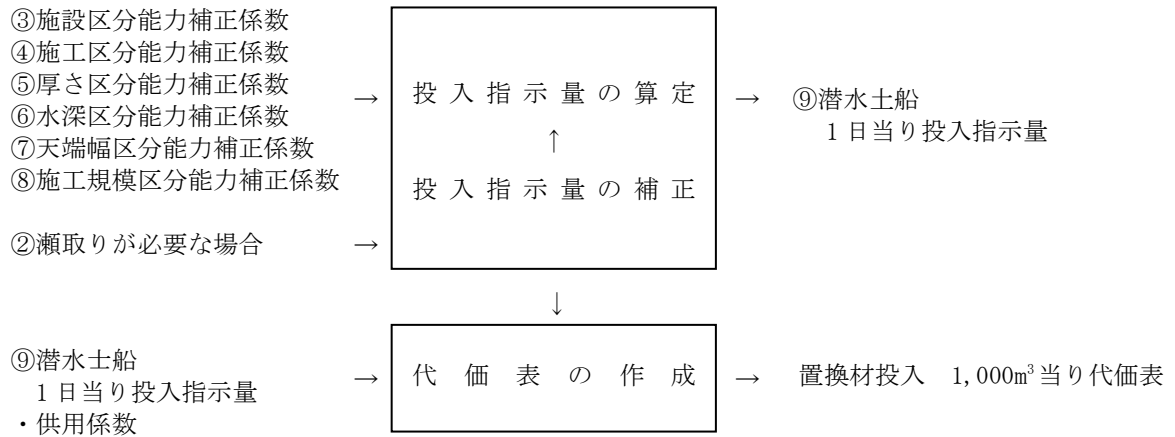 ③施設区分能力補正係数
④施工区分能力補正係数
⑤厚さ区分能力補正係数
⑥水深区分能力補正係数
⑦天端幅区分能力補正係数
⑧施工規模区分能力補正係数
②瀬取りが必要な場合
→
→
投入指示量の算定
↑
投入指示量の補正
→
⑨潜水土船
1日当り投入指示量
↓
⑨潜水士船
1日当り投入指示量
・供用係数
→
代価表の作成
→
置換材投入 1,000m³当り代価表